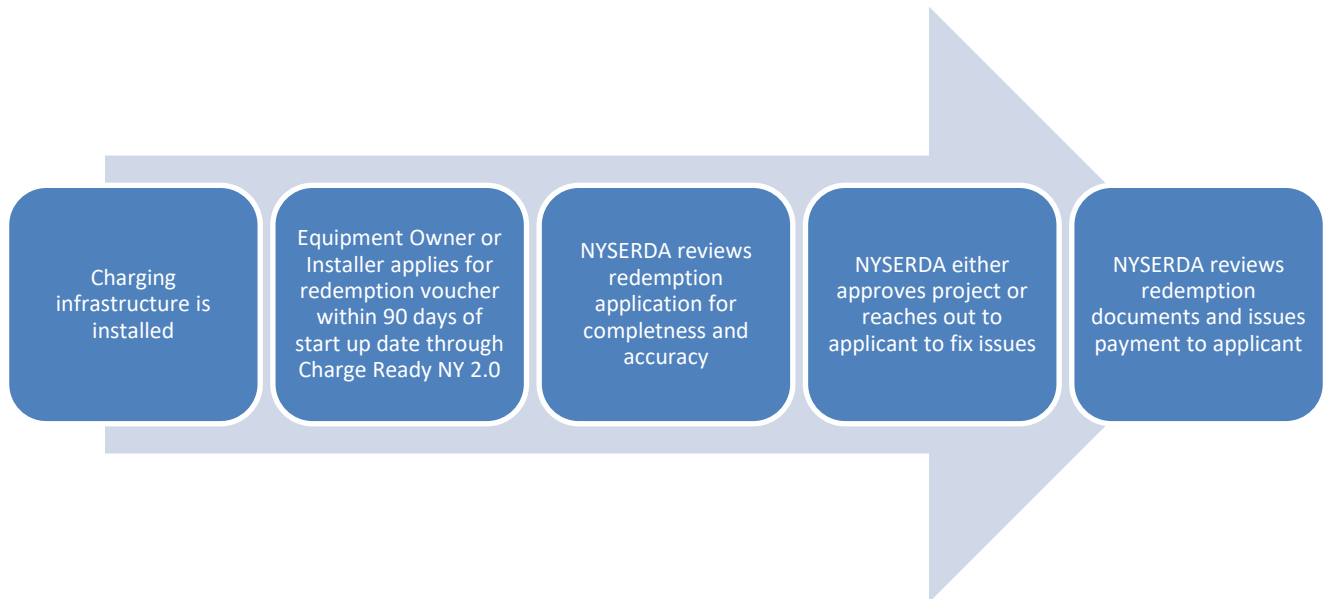 Charging
infrastructure is
installed
Equipment Owner or
Installer applies for
redemption voucher
within 90 days of
start up date through
Charge Ready NY 2.0
NYSERDA reviews
redemption
application for
completness and
accuracy
NYSERDA either
approves project or
reaches out to
applicant to fix issues
NYSERDA reviews
redemption
documents and issues
payment to applicant